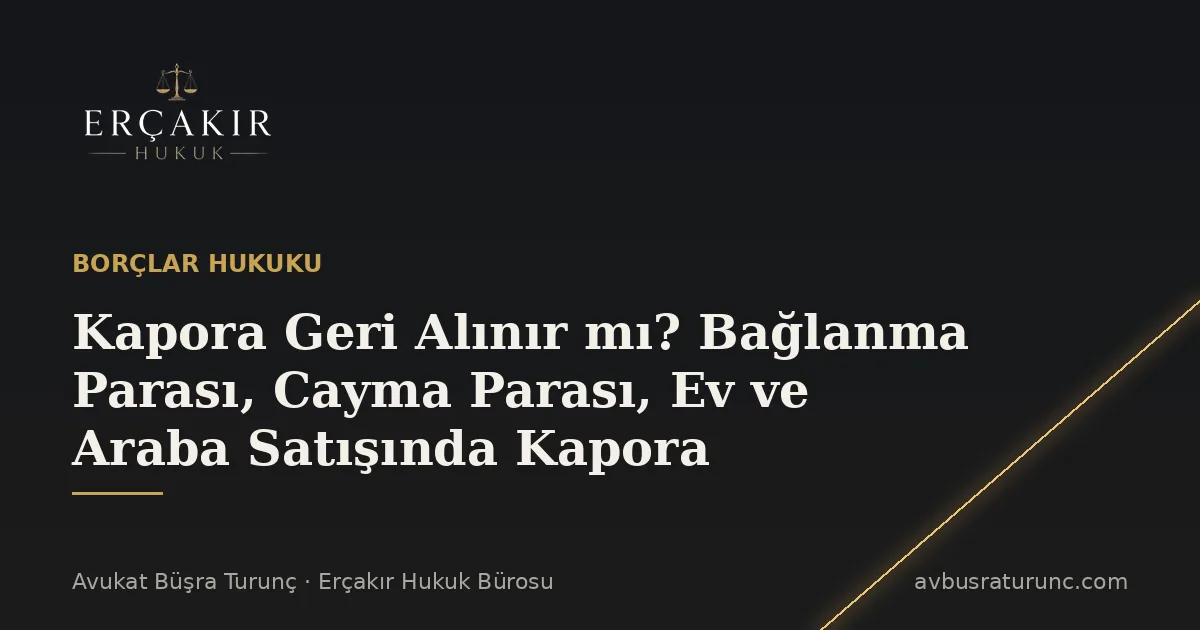 ERÇAKIR
HUKUK
BORÇLAR HUKUKU
Kapora Geri Alınır mı? Bağlanma
Parası, Cayma Parası, Ev ve
Araba Satışında Kapora
Avukat Büşra Turunç · Erçakır Hukuk Bürosu
avbusraturunc.com